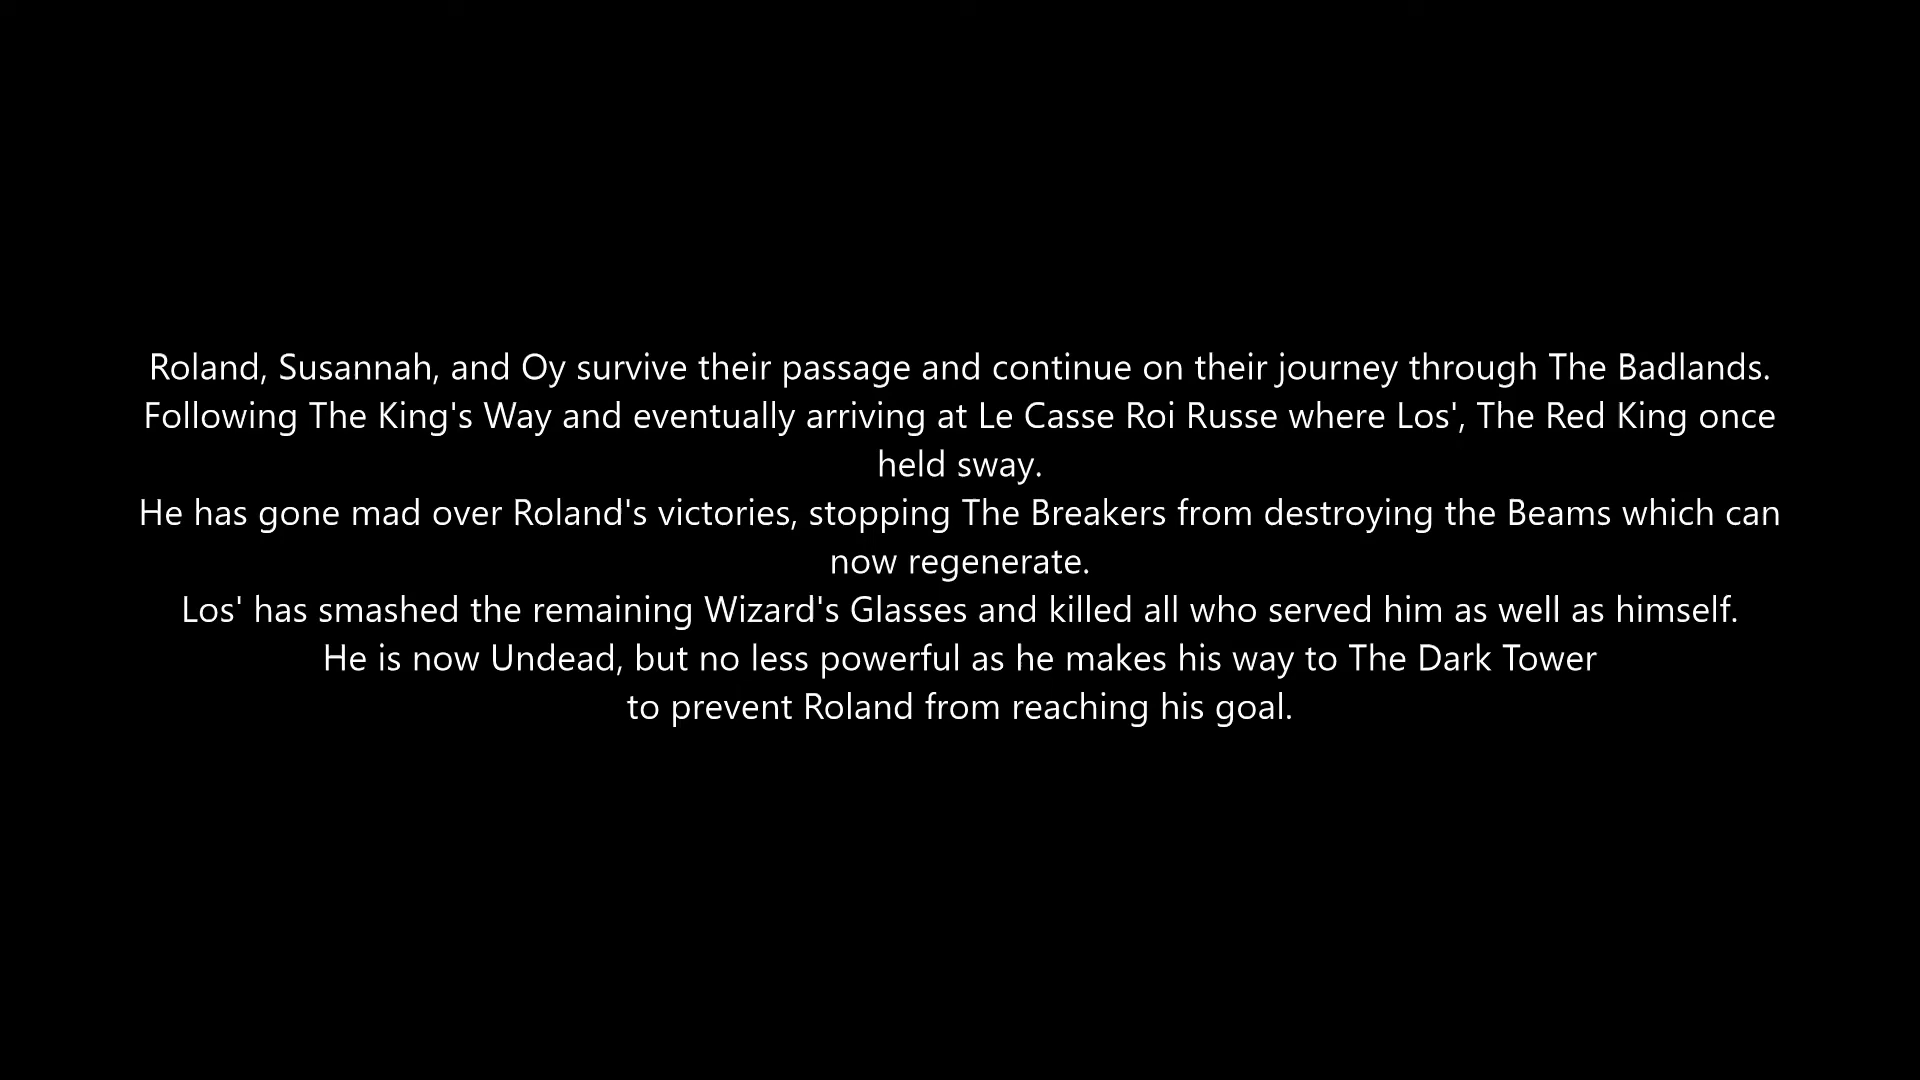 Roland, Susannah, and Oy survive their passage and continue on their journey through The Badlands.
Following The King's Way and eventually arriving at Le Casse Roi Russe where Los', The Red King once
held sway.
He has gone mad over Roland's victories, stopping The Breakers from destroying the Beams which can
now regenerate.
Los' has smashed the remaining Wizard's Glasses and killed all who served him as well as himself.
He is now Undead, but no less powerful as he makes his way to The Dark Tower
to prevent Roland from reaching his goal.